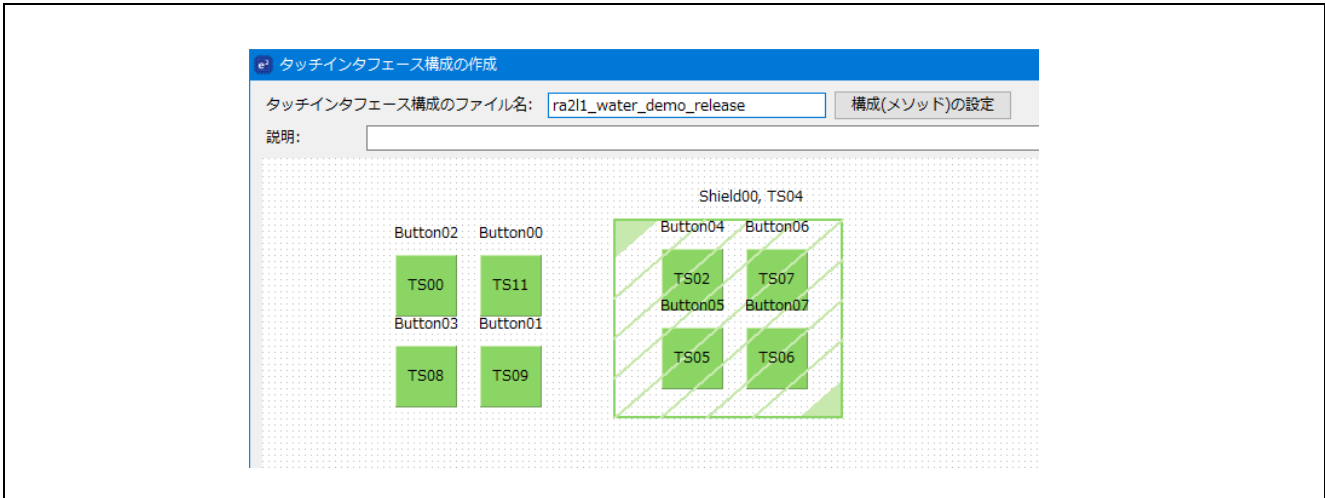 e² タッチインタフェース構成の作成
タッチインタフェース構成のファイル名: ra2l1_water_demo_release 構成(メソッド)の設定
説明:
Shield00, TS04
Button02 Button00 Button04 Button06
TS00 TS11 TS02 TS07
Button03 Button01 Button05 Button07
TS08 TS09 TS05 TS06